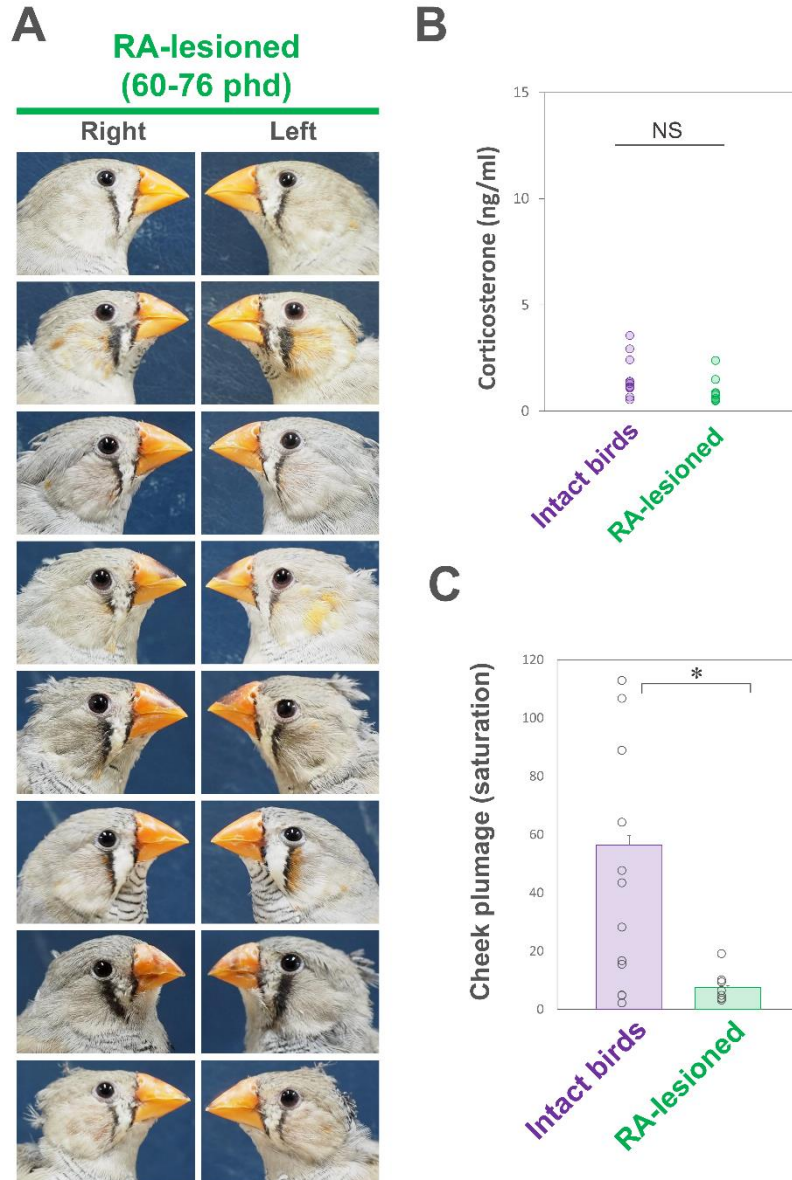 A
RA-lesioned
(60-76 phd)
Right
Left
B
Corticosterone (ng/ml)
15
10
5
0
NS
Intact birds
RA-lesioned
C
Cheek plumage (saturation)
120
100
80
60
40
20
0
*
Intact birds
RA-lesioned